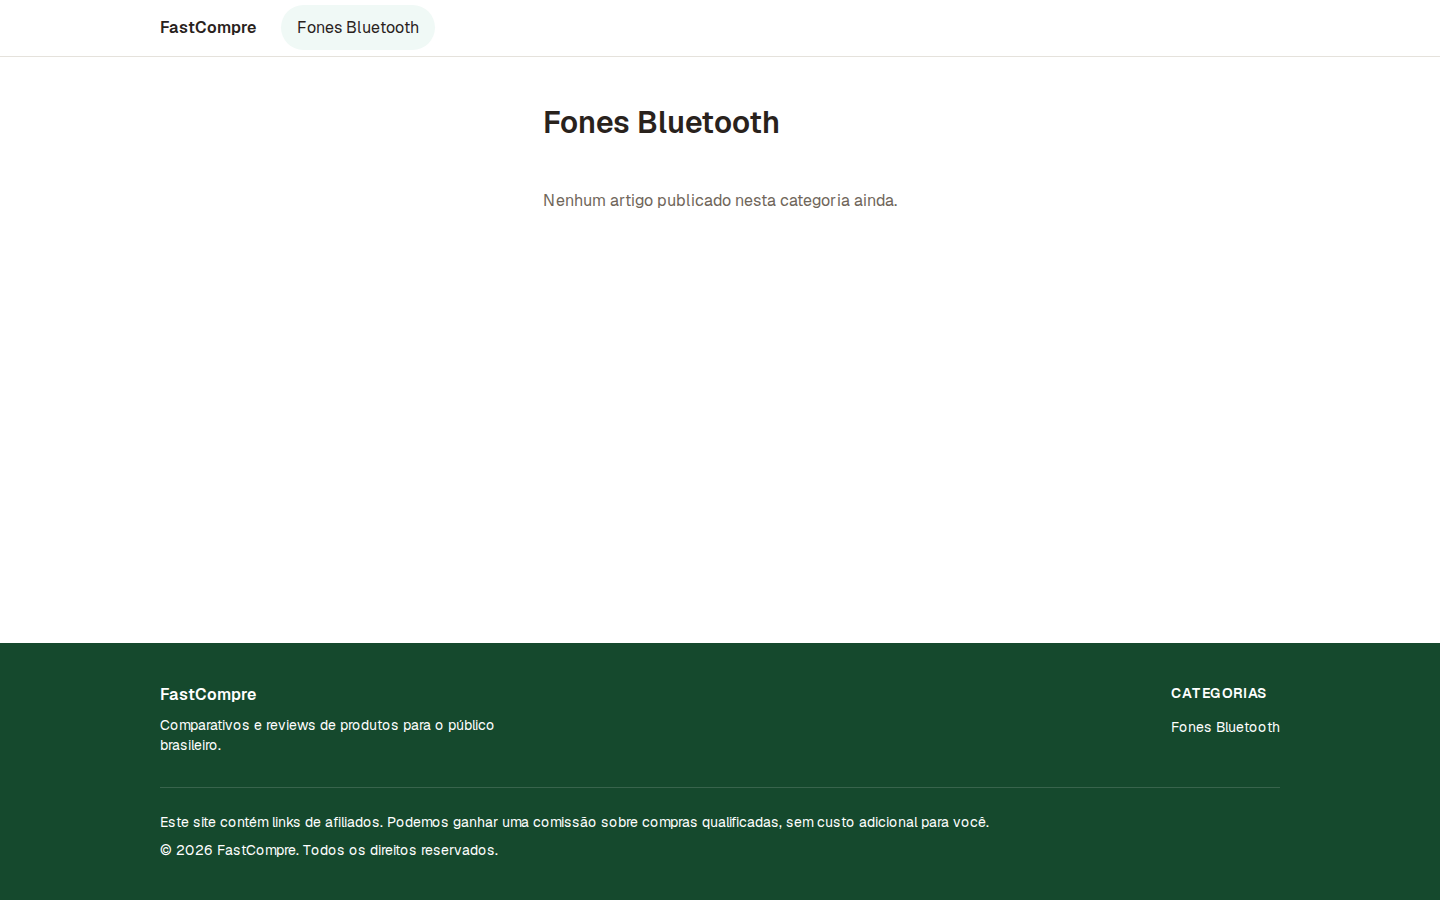 FastCompre
Fones Bluetooth
Fones Bluetooth
Nenhum artigo publicado nesta categoria ainda.
FastCompre
Comparativos e reviews de produtos para o público
brasileiro.
CATEGORIAS
Fones Bluetooth
Este site contém links de afiliados. Podemos ganhar uma comissão sobre compras qualificadas, sem custo adicional para você.
© 2026 FastCompre. Todos os direitos reservados.